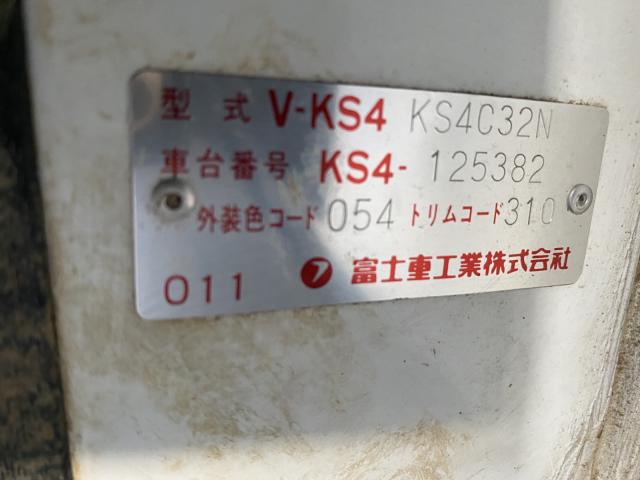 型式 V-KS4 KS4C32N
車台番号 KS4- 125382
外装色コード 054 トリムコード 310
011 フ 富士重工業株式会社